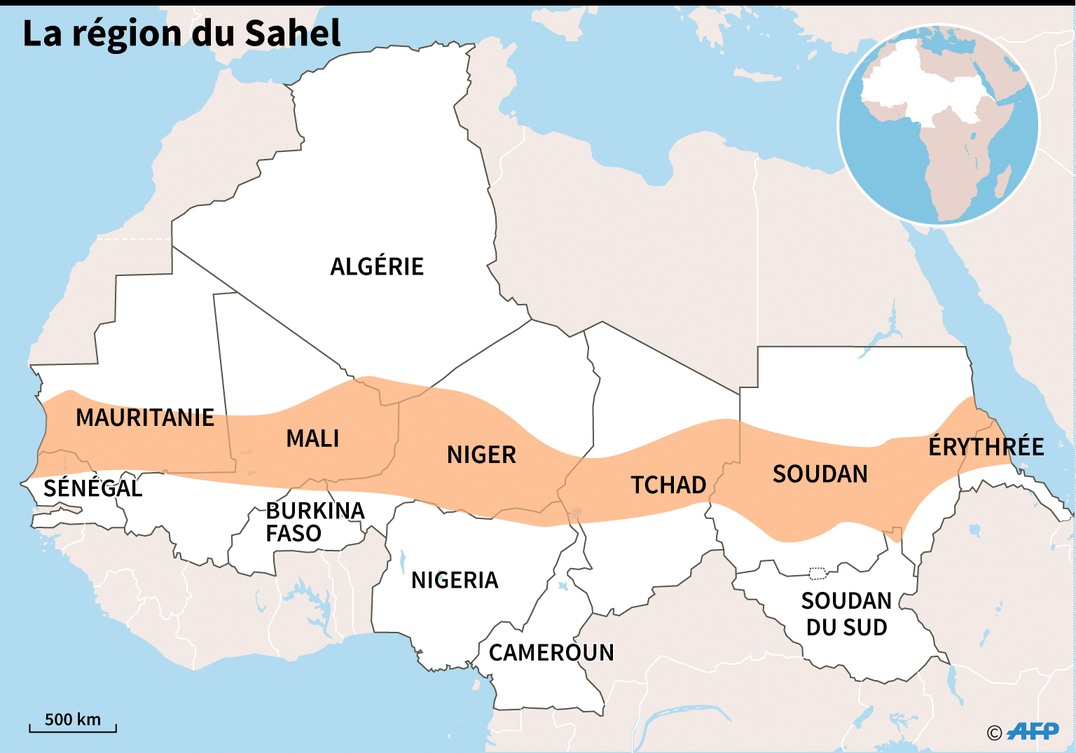 La région du Sahel
ALGÉRIE
MAURITANIE
MALI
NIGER
TCHAD
SOUDAN
ÉRYTHRÉE
SÉNÉGAL
BURKINA
FASO
NIGERIA
SOUDAN
DU SUD
CAMEROUN
500 km
© AFP